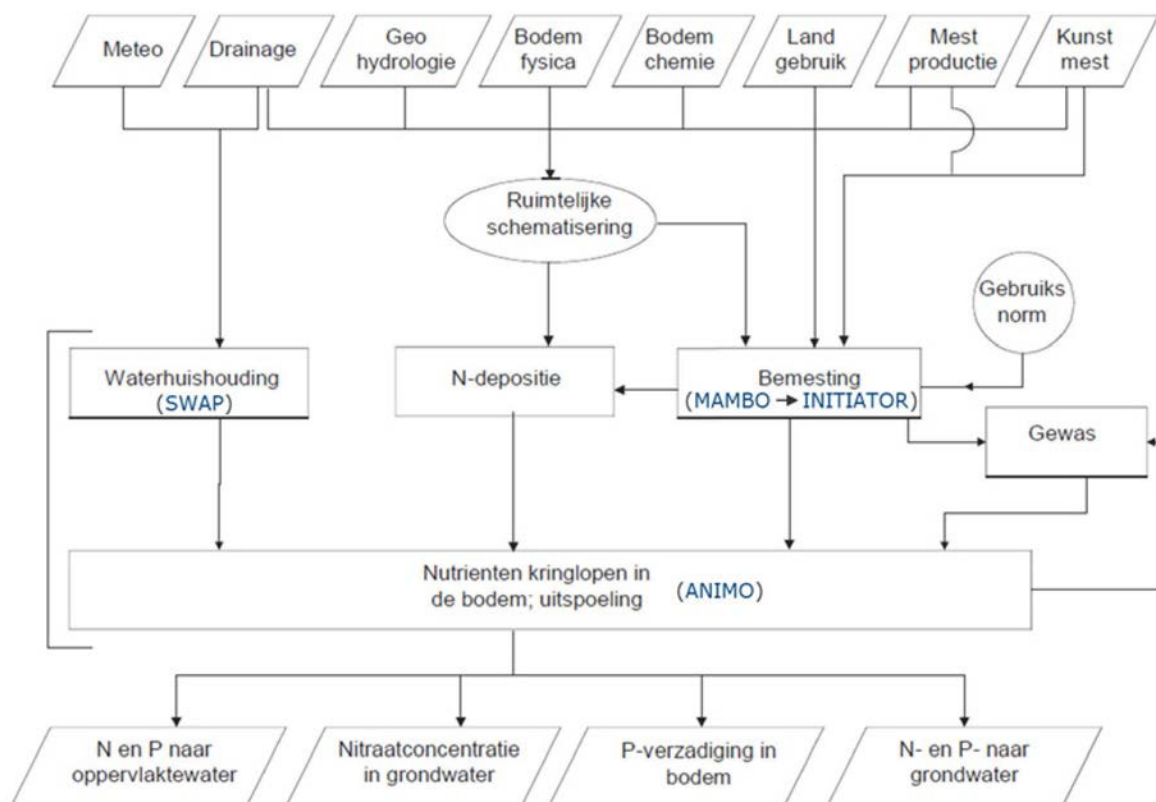 Meteo
Drainage
Geo
hydrologie
Bodem
fysica
Bodem
chemie
Land
gebruik
Mest
productie
Kunst
mest
Ruimtelijke
schematisering
Gebruiks
norm
Waterhuishouding
(SWAP)
N-depositie
Bemesting
(MAMBO → INITIATOR)
Gewas
Nutrienten kringlopen in
de bodem; uitspoeling
(ANIMO)
N en P naar
oppervlaktewater
Nitraatconcentratie
in grondwater
P-verzadiging in
bodem
N- en P- naar
grondwater